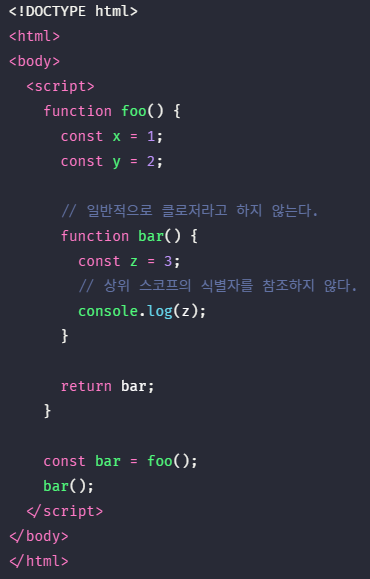 <!DOCTYPE html>
<html>
<body>
  <script>
    function foo() {
      const x = 1;
      const y = 2;

      // 일반적으로 클로저라고 하지 않는다.
      function bar() {
        const z = 3;
        // 상위 스코프의 식별자를 참조하지 않다.
        console.log(z);
      }

      return bar;
    }

    const bar = foo();
    bar();
  </script>
</body>
</html>